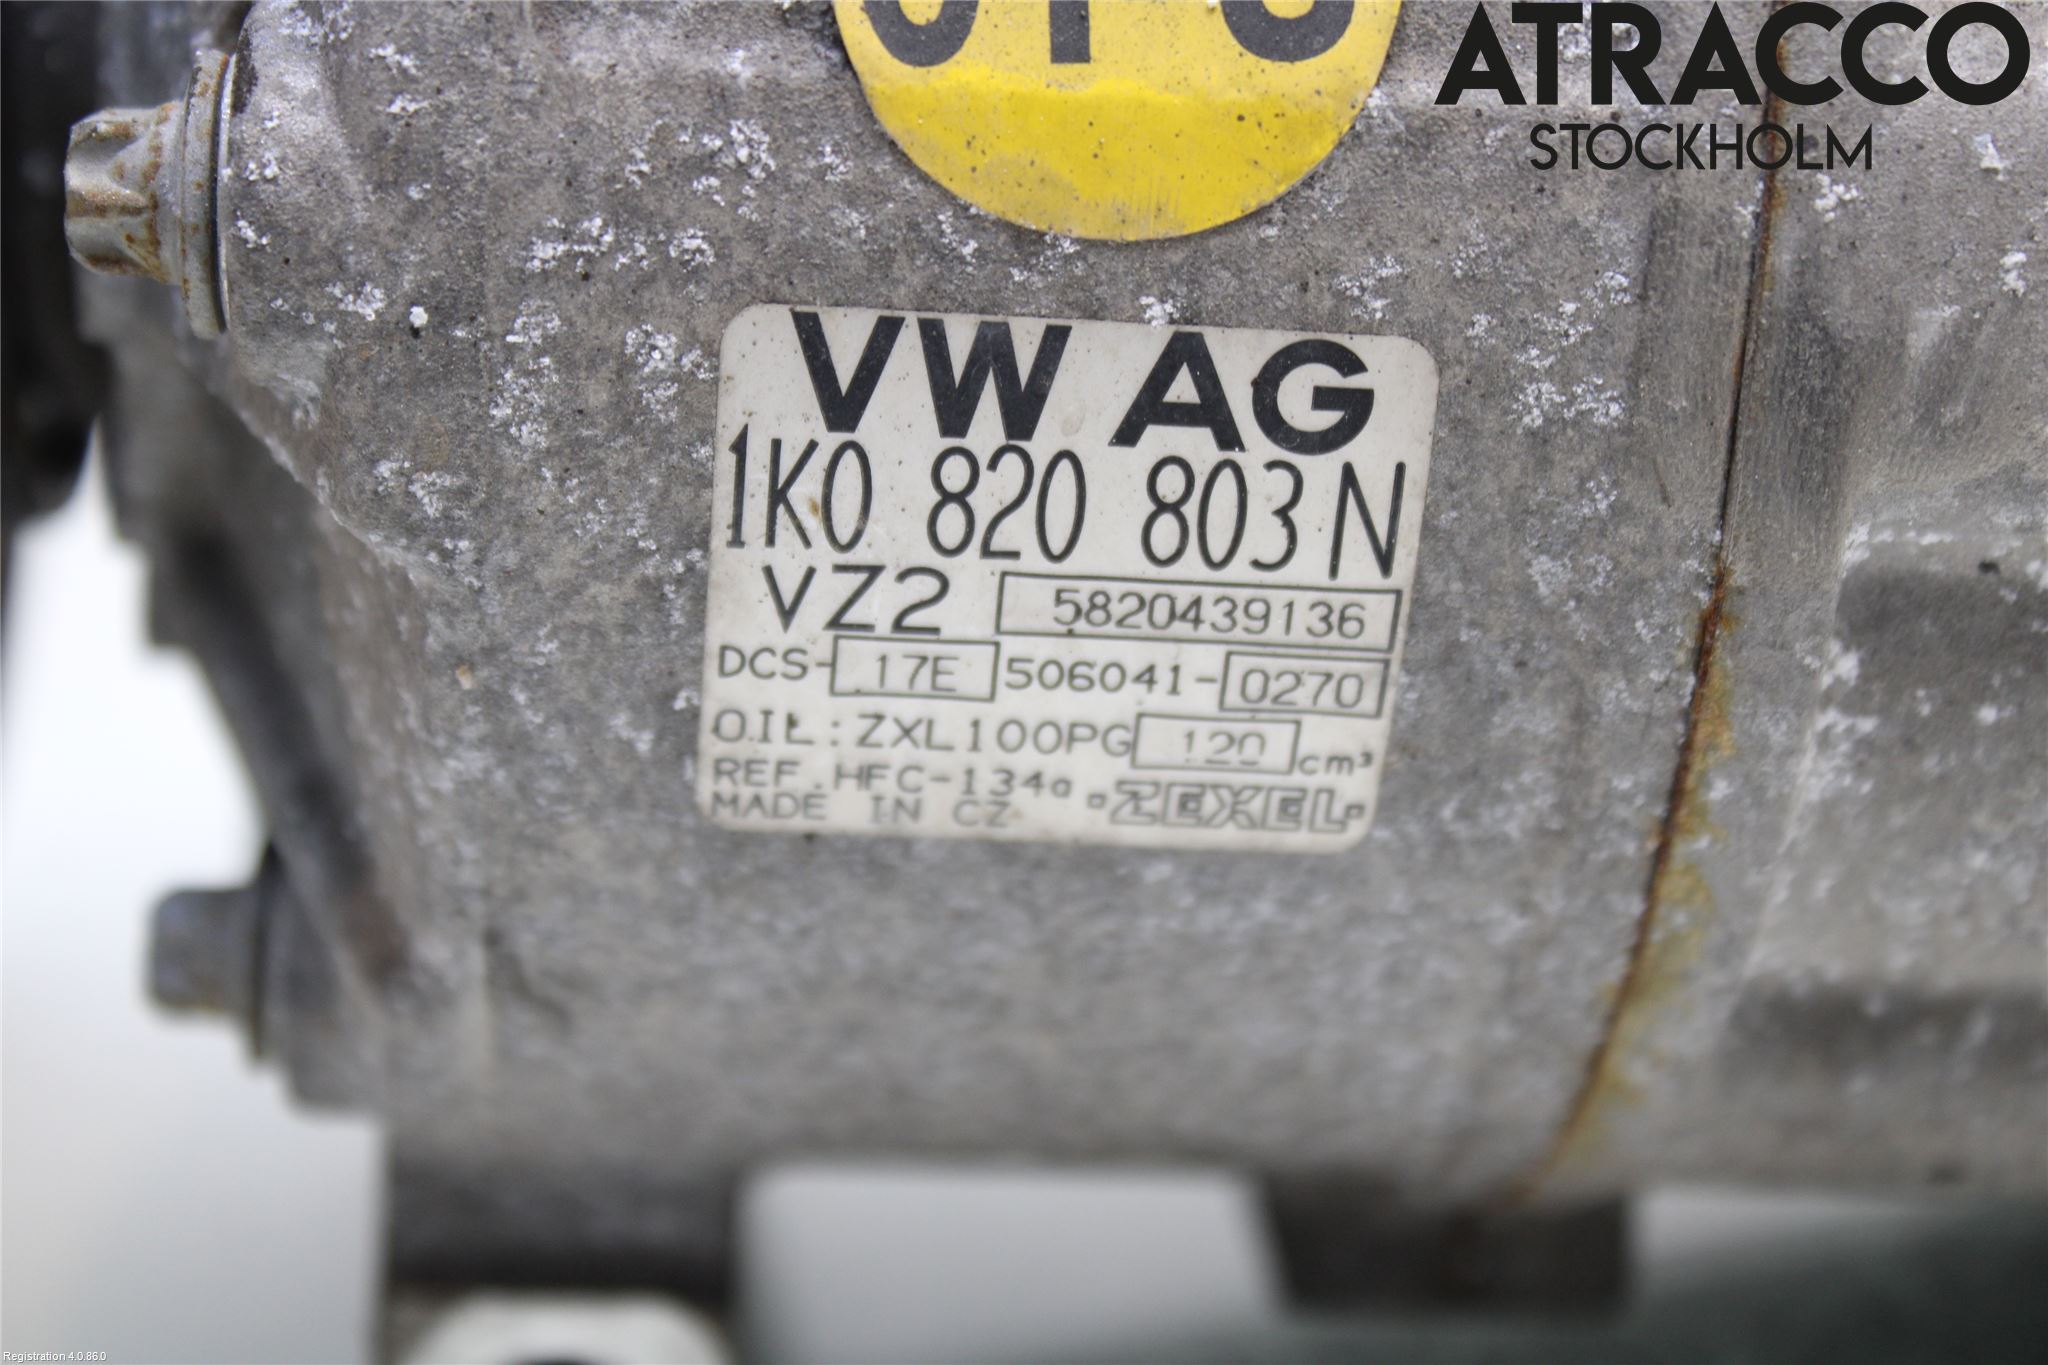 ATRACCO
STOCKHOLM
VW AG
1K0 820 803 N
VZ2 5820439136
DCS-17E 506041-0270
OIL: ZXL100PG 120 cm³
REF. HFC-134a
MADE IN CZ ZEXEL
Registration 4.0.86.0